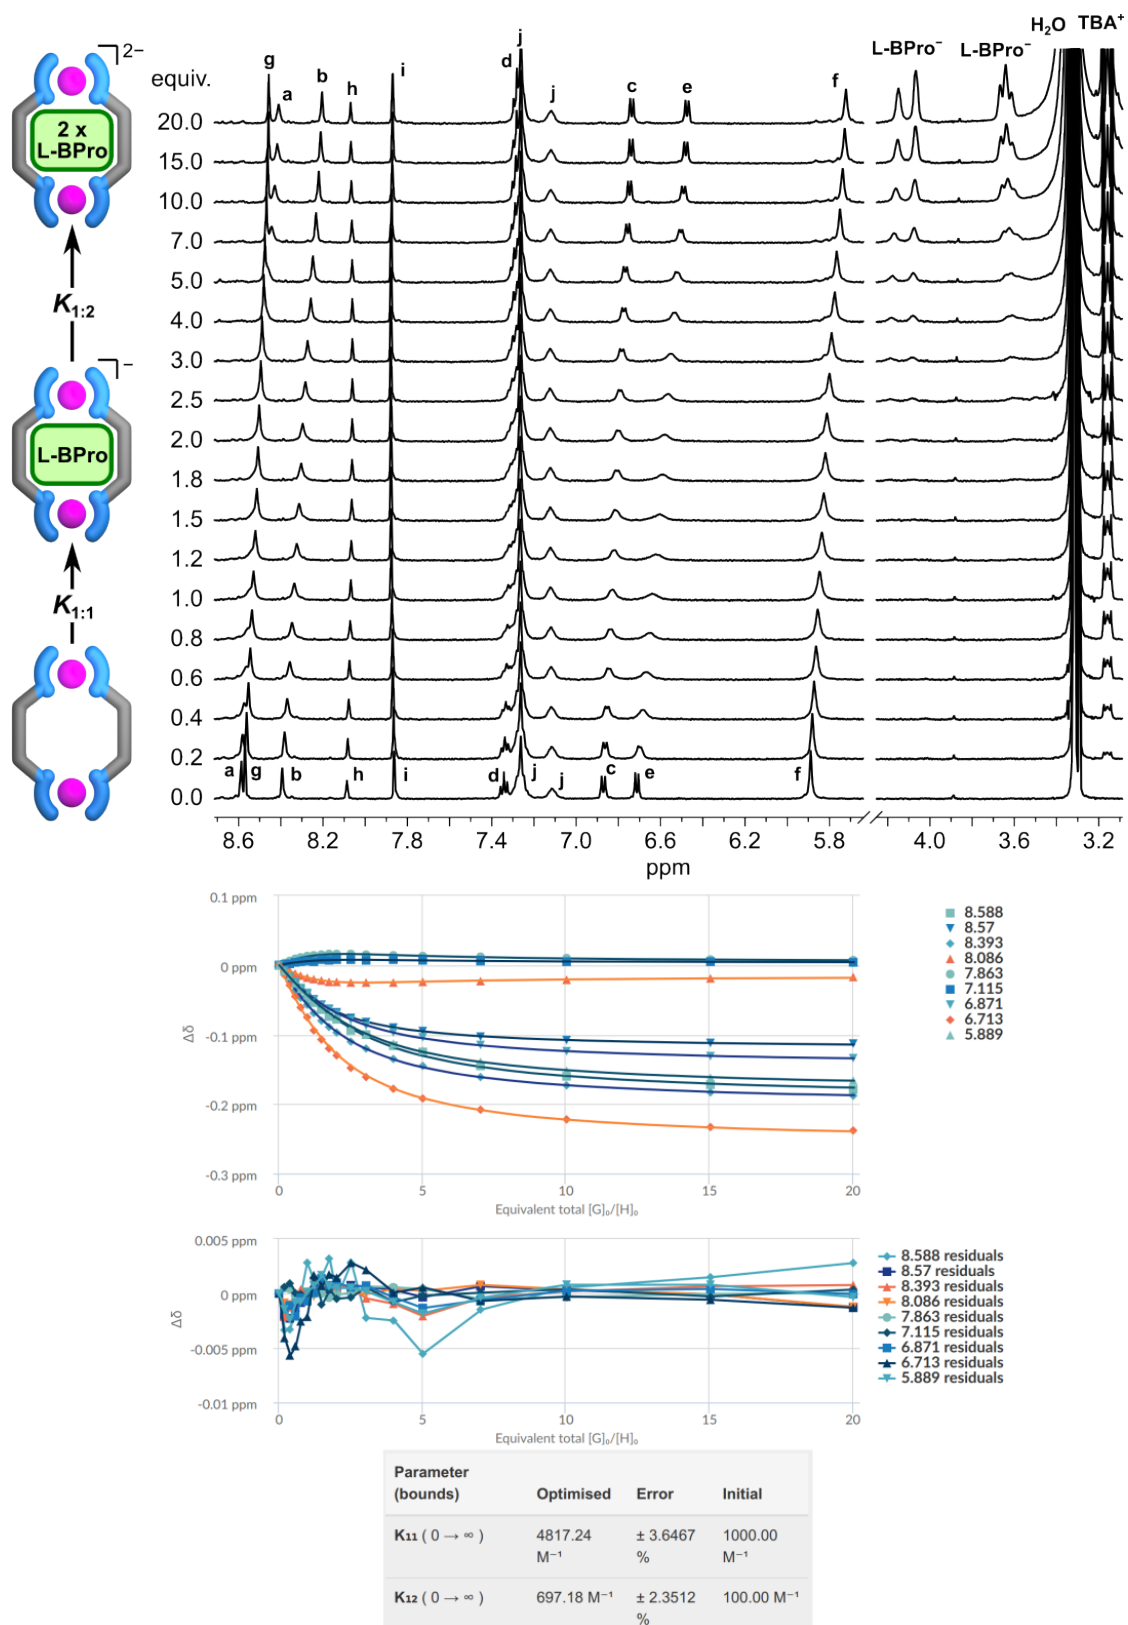 H₂O TBA⁺
L-BPro⁻ L-BPro⁻
]2−
equiv.
g a b h i d j j c e f
20.0
15.0
10.0
7.0
5.0
4.0
3.0
2.5
2.0
1.8
1.5
1.2
1.0
0.8
0.6
0.4
0.2
0.0
2 x
L-BPro
K1:2
]−
L-BPro
K1:1
a g b h i d j j c e f
8.6 8.2 7.8 7.4 7.0 6.6 6.2 5.8 4.0 3.6 3.2
ppm
0.1 ppm
0 ppm
-0.1 ppm
-0.2 ppm
-0.3 ppm
Δδ
0 5 10 15 20
Equivalent total [G]₀/[H]₀
8.588
8.57
8.393
8.086
7.863
7.115
6.871
6.713
5.889
0.005 ppm
0 ppm
-0.005 ppm
-0.01 ppm
Δδ
0 5 10 15 20
Equivalent total [G]₀/[H]₀
8.588 residuals
8.57 residuals
8.393 residuals
8.086 residuals
7.863 residuals
7.115 residuals
6.871 residuals
6.713 residuals
5.889 residuals
Parameter
(bounds) Optimised Error Initial
K₁₁ ( 0 → ∞ ) 4817.24 ± 3.6467 1000.00
M⁻¹ % M⁻¹
K₁₂ ( 0 → ∞ ) 697.18 M⁻¹ ± 2.3512 100.00 M⁻¹
%